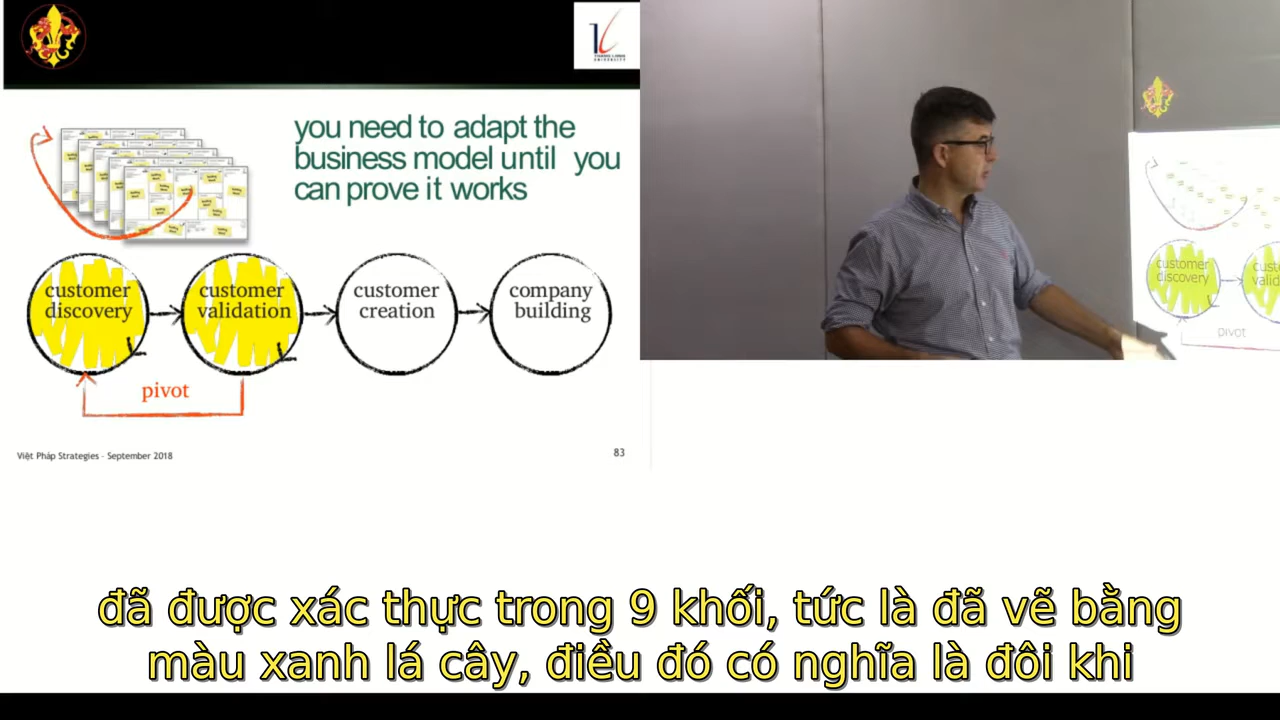 you need to adapt the
business model until you
can prove it works
customer
discovery
customer
validation
customer
creation
company
building
pivot
Việt Pháp Strategies – September 2018
83
customer
discovery
pivot
đã được xác thực trong 9 khối, tức là đã vẽ bằng
màu xanh lá cây, điều đó có nghĩa là đôi khi